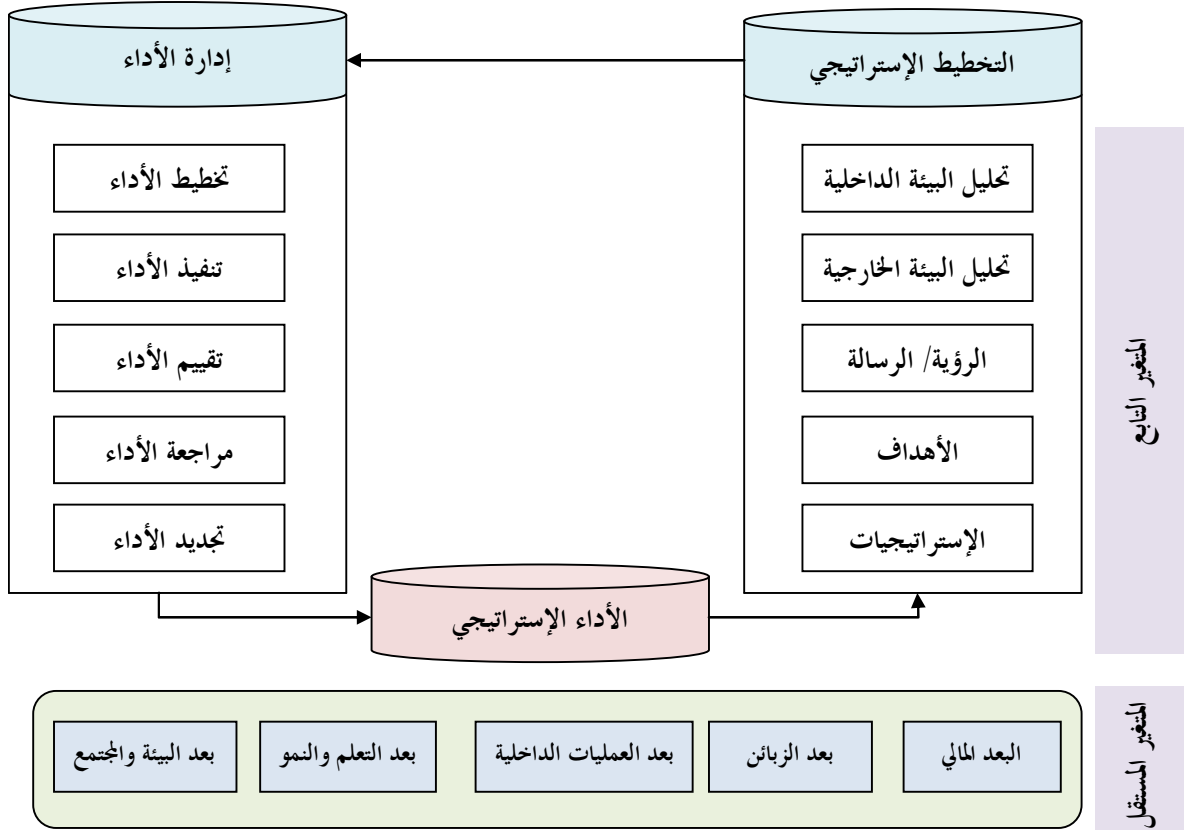 التخطيط الإستراتيجي
تحليل البيئة الداخلية
تحليل البيئة الخارجية
الرؤية/ الرسالة
الأهداف
الإستراتيجيات
إدارة الأداء
تخطيط الأداء
تنفيذ الأداء
تقييم الأداء
مراجعة الأداء
تجديد الأداء
الأداء الإستراتيجي
المتغير التابع
المتغير المستقل
البعد المالي
بعد الزبائن
بعد العمليات الداخلية
بعد التعلم والنمو
بعد البيئة والمجتمع